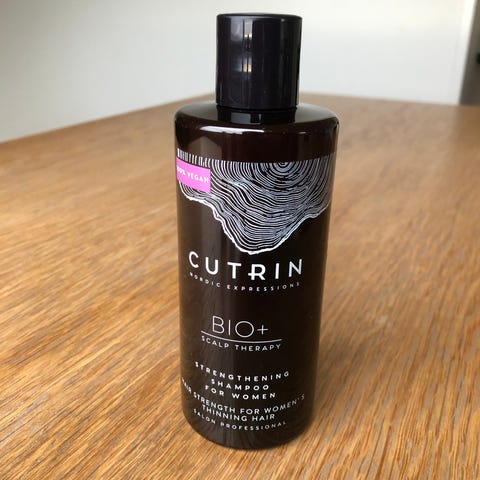 100% VEGAN
CUTRIN
NORDIC EXPRESSIONS
BIO+
SCALP THERAPY
STRENGTHENING
SHAMPOO
FOR WOMEN
HAIR STRENGTH FOR WOMEN'S
THINNING HAIR
SALON PROFESSIONAL